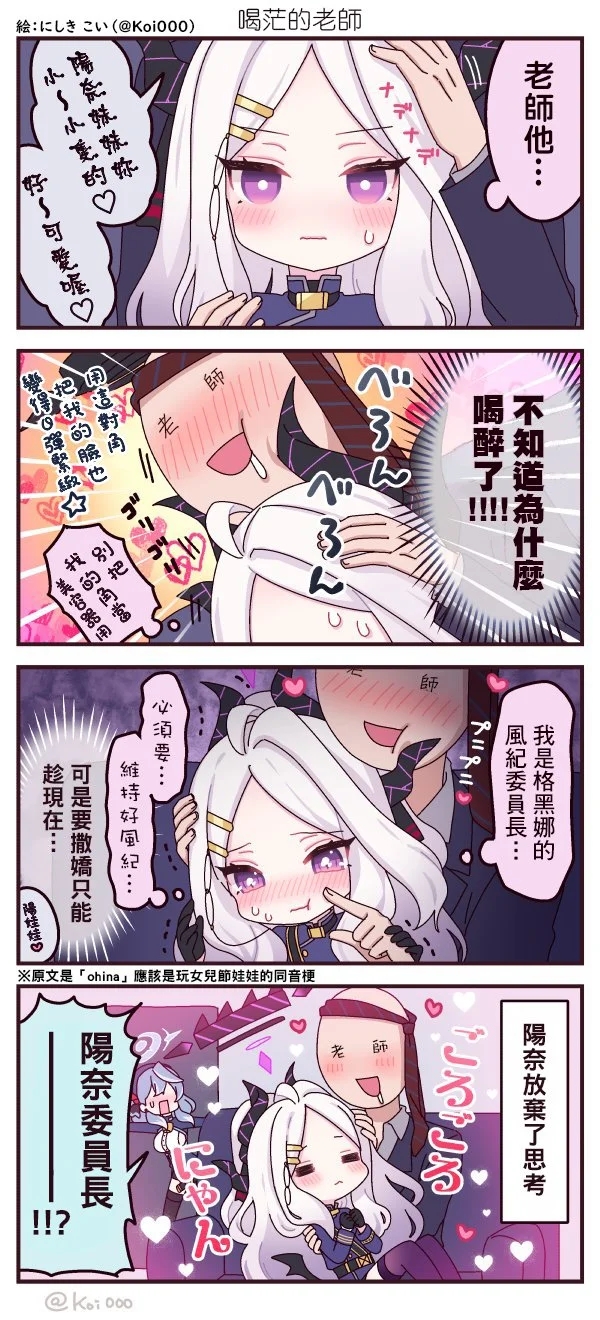 喝茫的老師
絵：にしき こい（@Koi000）
老師他…
ナデ
ナデ
陽奈妹妹妳
小～小隻的♡
好～可愛喔♡
不知道為什麼
喝醉了!!!!
べろん
べろん
老師
用這對角
把我的臉也
變得Q彈緊緻☆
ゴリ
ゴリ
別把
我的角當
美容器用
我是格黑娜的
風紀委員長…
老師
プニプニ
必須要…
維持好風紀…
可是要撒嬌只能
趁現在…
陽娃娃♥
※原文是「ohina」應該是玩女兒節娃娃的同音梗
陽奈放棄了思考
老師
ごろごろ
にゃん
陽奈委員長
——!!?
@Koi000